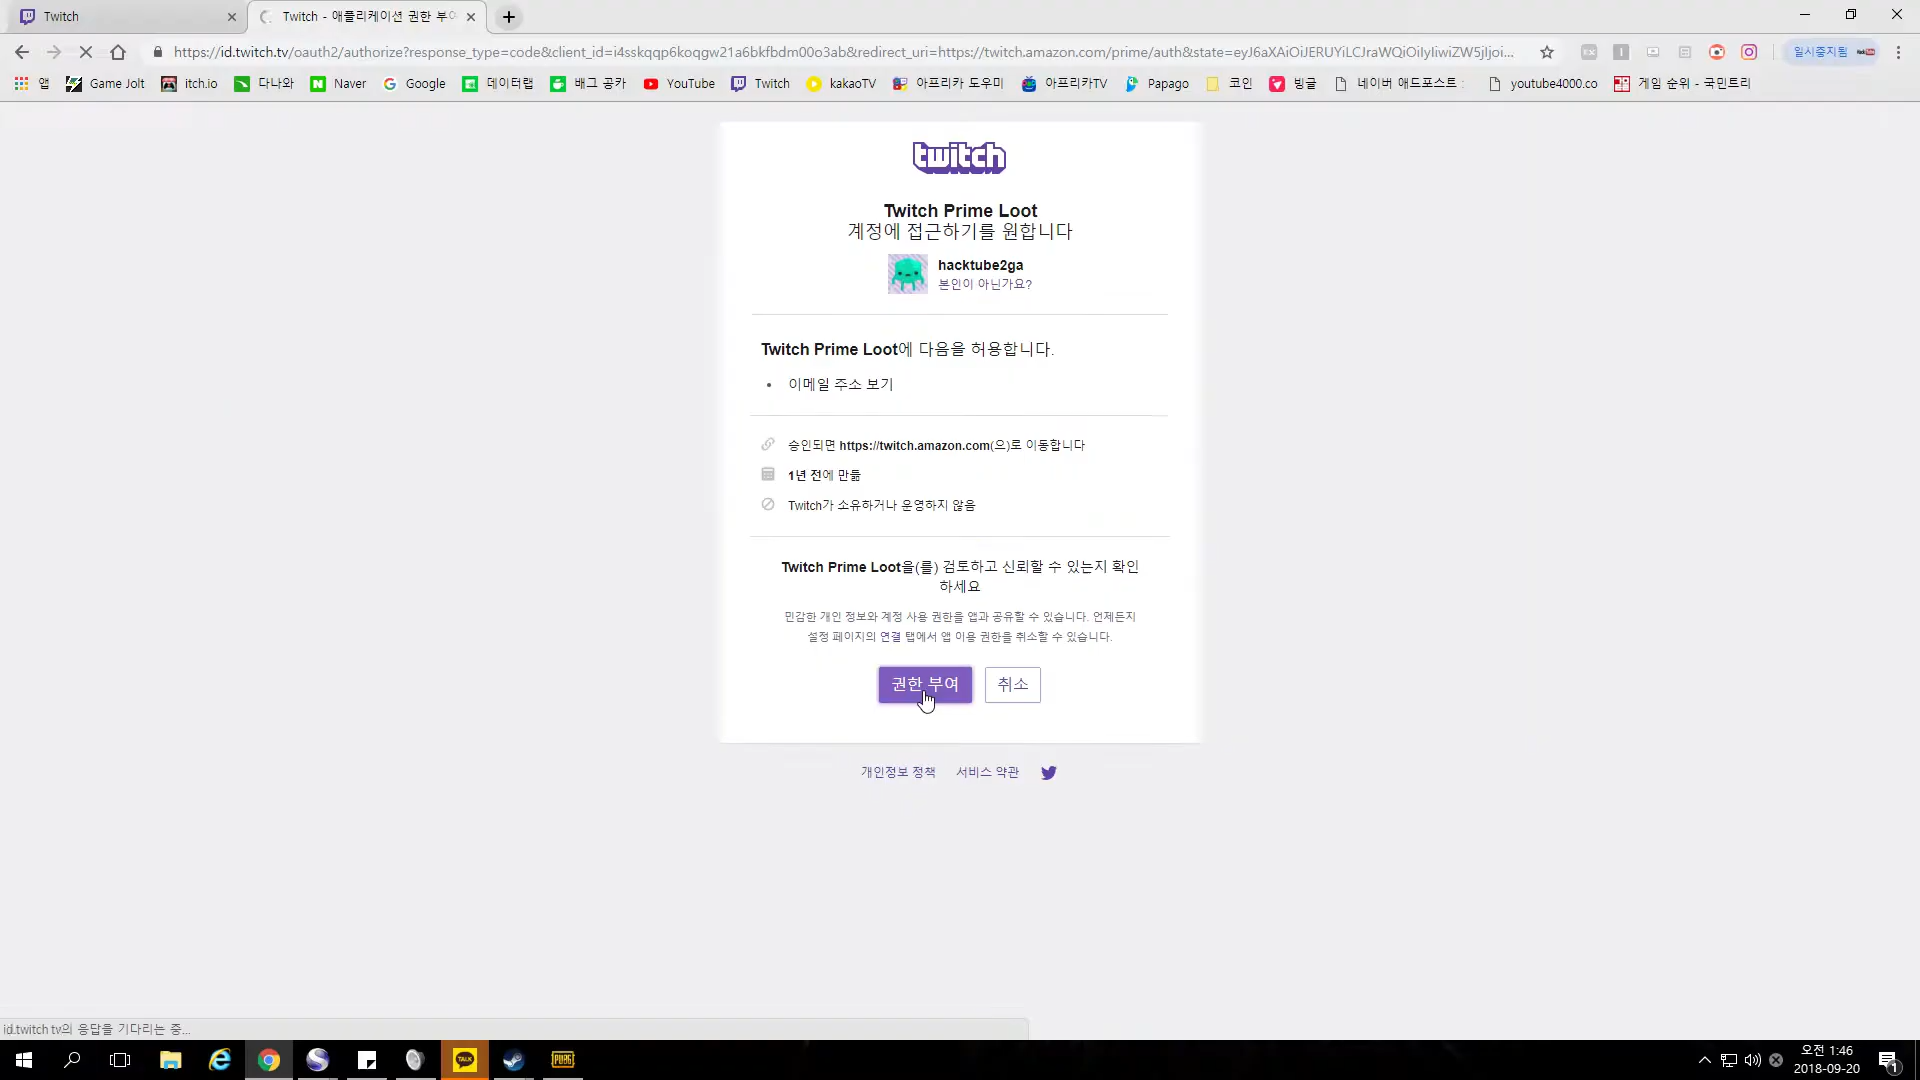 Twitch
Twitch - 애플리케이션 권한 부여
https://id.twitch.tv/oauth2/authorize?response_type=code&client_id=i4sskqqp6koqgw21a6bkfbdm00o3ab&redirect_uri=https://twitch.amazon.com/prime/auth&state=eyJ6aXAiOiJERUYiLCJraWQiOiIyIiwiZW5jIjoi...
일시중지됨
앱
Game Jolt
itch.io
다나와
Naver
Google
데이터랩
배그 공카
YouTube
Twitch
kakaoTV
아프리카 도우미
아프리카TV
Papago
코인
빙글
네이버 애드포스트 :
youtube4000.co
게임 순위 - 국민트리
twitch
Twitch Prime Loot
계정에 접근하기를 원합니다
hacktube2ga
본인이 아닌가요?
Twitch Prime Loot에 다음을 허용합니다.
• 이메일 주소 보기
승인되면 https://twitch.amazon.com(으)로 이동합니다
1년 전에 만듦
Twitch가 소유하거나 운영하지 않음
Twitch Prime Loot을(를) 검토하고 신뢰할 수 있는지 확인
하세요
민감한 개인 정보와 계정 사용 권한을 앱과 공유할 수 있습니다. 언제든지
설정 페이지의 연결 탭에서 앱 이용 권한을 취소할 수 있습니다.
권한 부여
취소
개인정보 정책
서비스 약관
id.twitch.tv의 응답을 기다리는 중...
TALK
PUBG
오전 1:46
2018-09-20
1